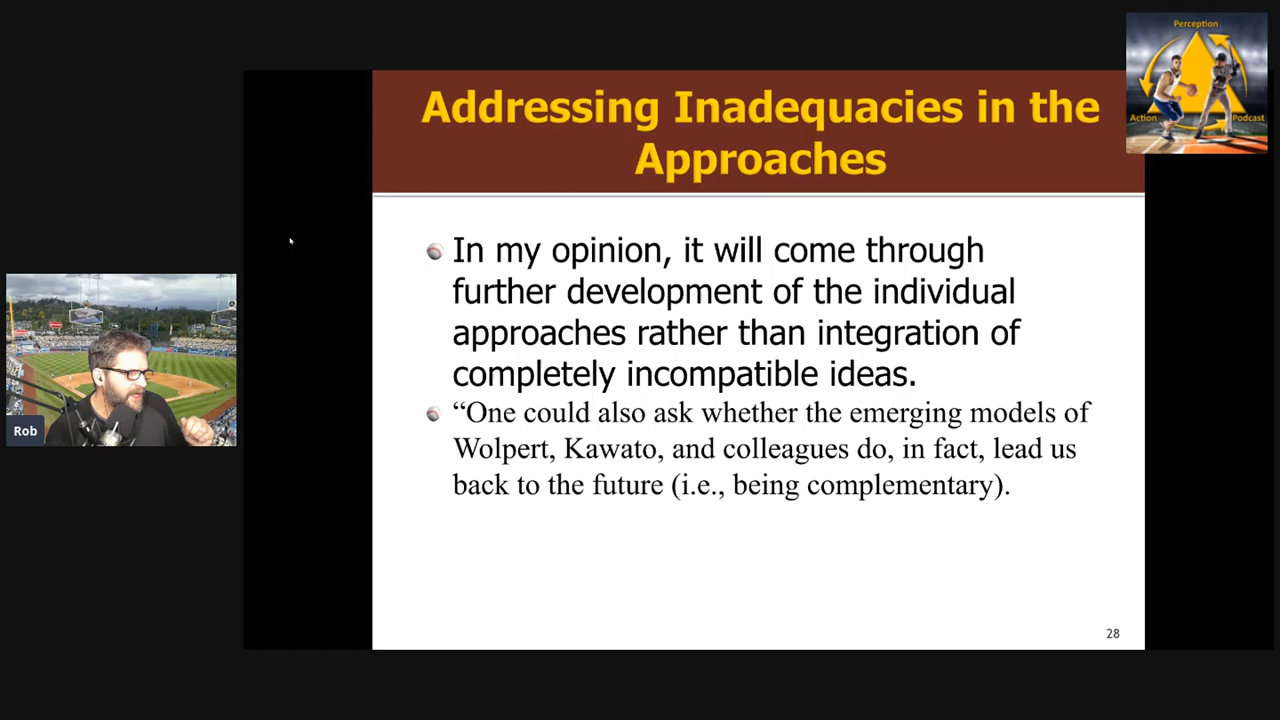 Perception
Action
Podcast
Addressing Inadequacies in the
Approaches
In my opinion, it will come through
further development of the individual
approaches rather than integration of
completely incompatible ideas.
“One could also ask whether the emerging models of
Wolpert, Kawato, and colleagues do, in fact, lead us
back to the future (i.e., being complementary).
Rob
28